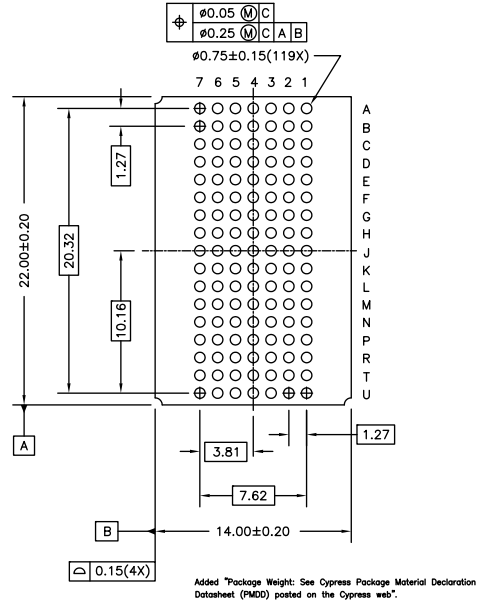 ø0.05 Ⓜ C
ø0.25 Ⓜ C A B
ø0.75±0.15(119X)
7 6 5 4 3 2 1
A
B
C
D
E
F
G
H
J
K
L
M
N
P
R
T
U
1.27
22.00±0.20
20.32
10.16
A
3.81
1.27
7.62
B
14.00±0.20
0.15(4X)
Added "Package Weight: See Cypress Package Material Declaration
Datasheet (PMDD) posted on the Cypress web".